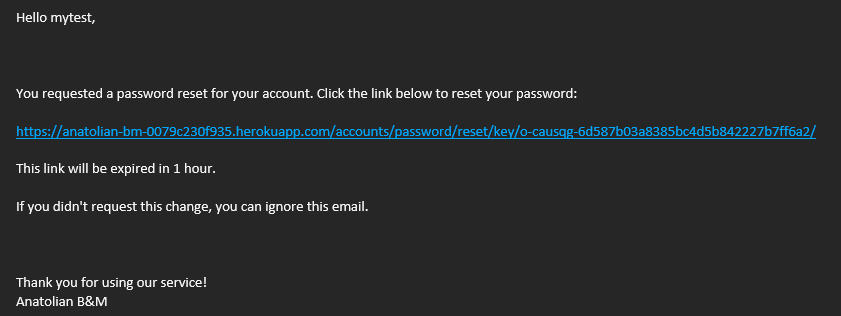 Hello mytest,
You requested a password reset for your account. Click the link below to reset your password:
https://anatolian-bm-0079c230f935.herokuapp.com/accounts/password/reset/key/o-causqg-6d587b03a8385bc4d5b842227b7ff6a2/
This link will be expired in 1 hour.
If you didn't request this change, you can ignore this email.
Thank you for using our service!
Anatolian B&M